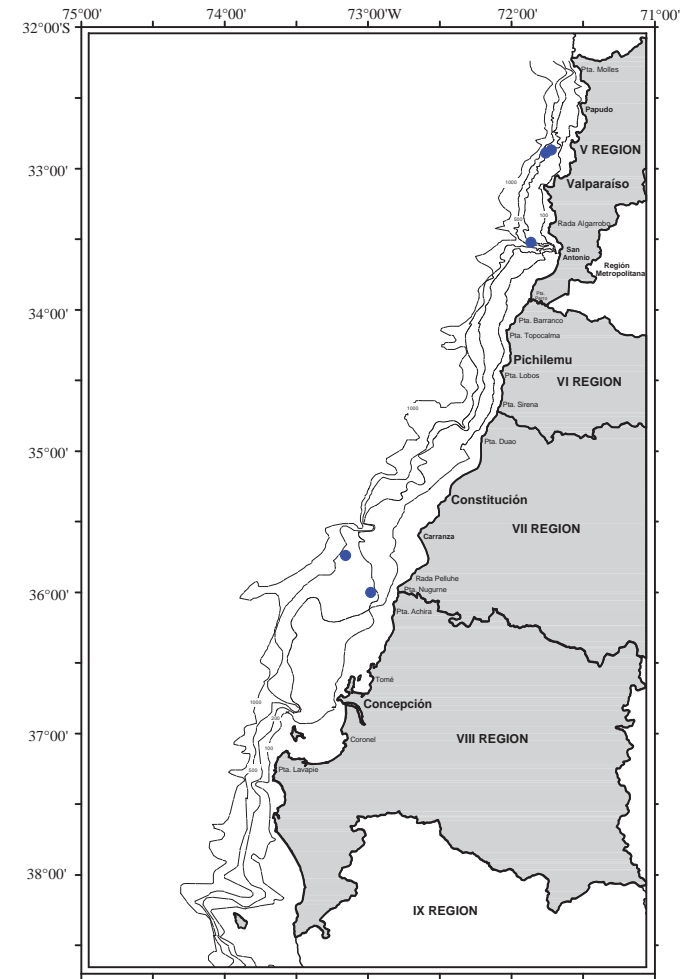 75°00' 74°00' 73°00'W 72°00' 71°00'
32°00'S
Pta. Molles
Papudo
V REGION
33°00'
1000
Valparaíso
500
100
Rada Algarrobo
San
Antonio
Región
Metropolitana
34°00'
Pta. Barranco
Pta. Topocalma
Pichilemu
Pta. Lobos
VI REGION
1000
Pta. Sirena
35°00'
Pta. Duao
Constitución
VII REGION
Carranza
Rada Pelluhe
36°00'
Pta. Nugurne
Pta. Achira
Tomé
1000
Concepción
200
37°00'
Coronel
VIII REGION
100
500
Pta. Lavapie
38°00'
IX REGION